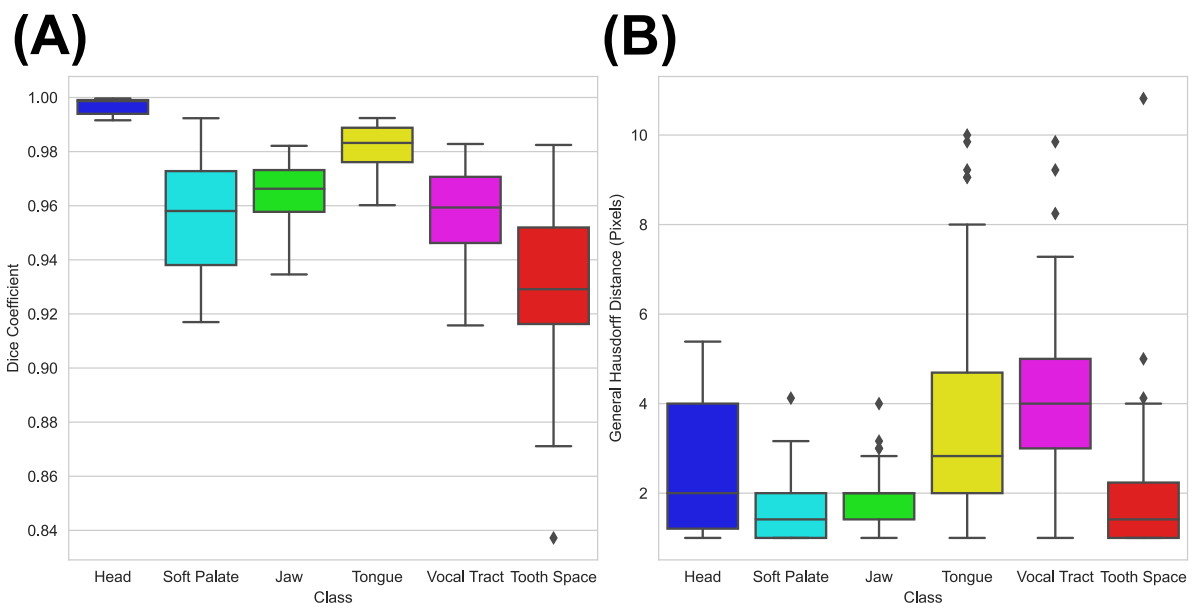 (A)
Dice Coefficient
1.00
0.98
0.96
0.94
0.92
0.90
0.88
0.86
0.84
Head Soft Palate Jaw Tongue Vocal Tract Tooth Space
Class
(B)
General Hausdorff Distance (Pixels)
10
8
6
4
2
Head Soft Palate Jaw Tongue Vocal Tract Tooth Space
Class